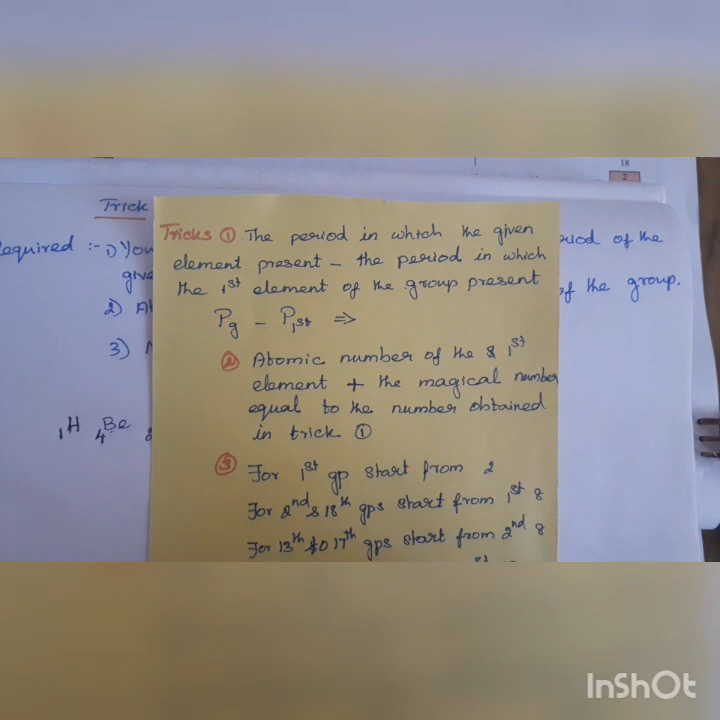 18
2
Trick
equired :- 1) You
give
2) At
3) N
1H 4Be
eriod of the
of the group.
Tricks ① The period in which the given
element present - the period in which
the 1st element of the group present
Pg - P1st ⇒
② Atomic number of the 1st
element + the magical number
equal to the number obtained
in trick ①
③ For 1st gp start from 2
For 2nd & 18th gps start from 1st 8
For 13th to 17th gps start from 2nd 8
InShOt